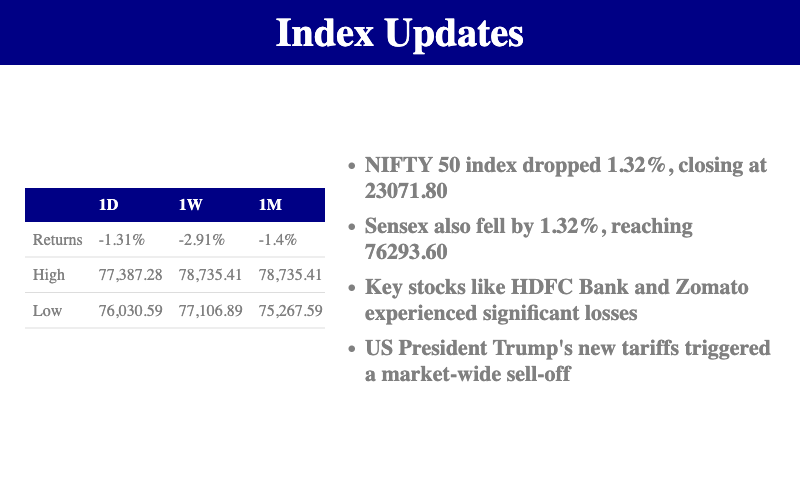 Index Updates
1D 1W 1M
Returns -1.31% -2.91% -1.4%
High 77,387.28 78,735.41 78,735.41
Low 76,030.59 77,106.89 75,267.59
• NIFTY 50 index dropped 1.32%, closing at
23071.80
• Sensex also fell by 1.32%, reaching
76293.60
• Key stocks like HDFC Bank and Zomato
experienced significant losses
• US President Trump's new tariffs triggered
a market-wide sell-off